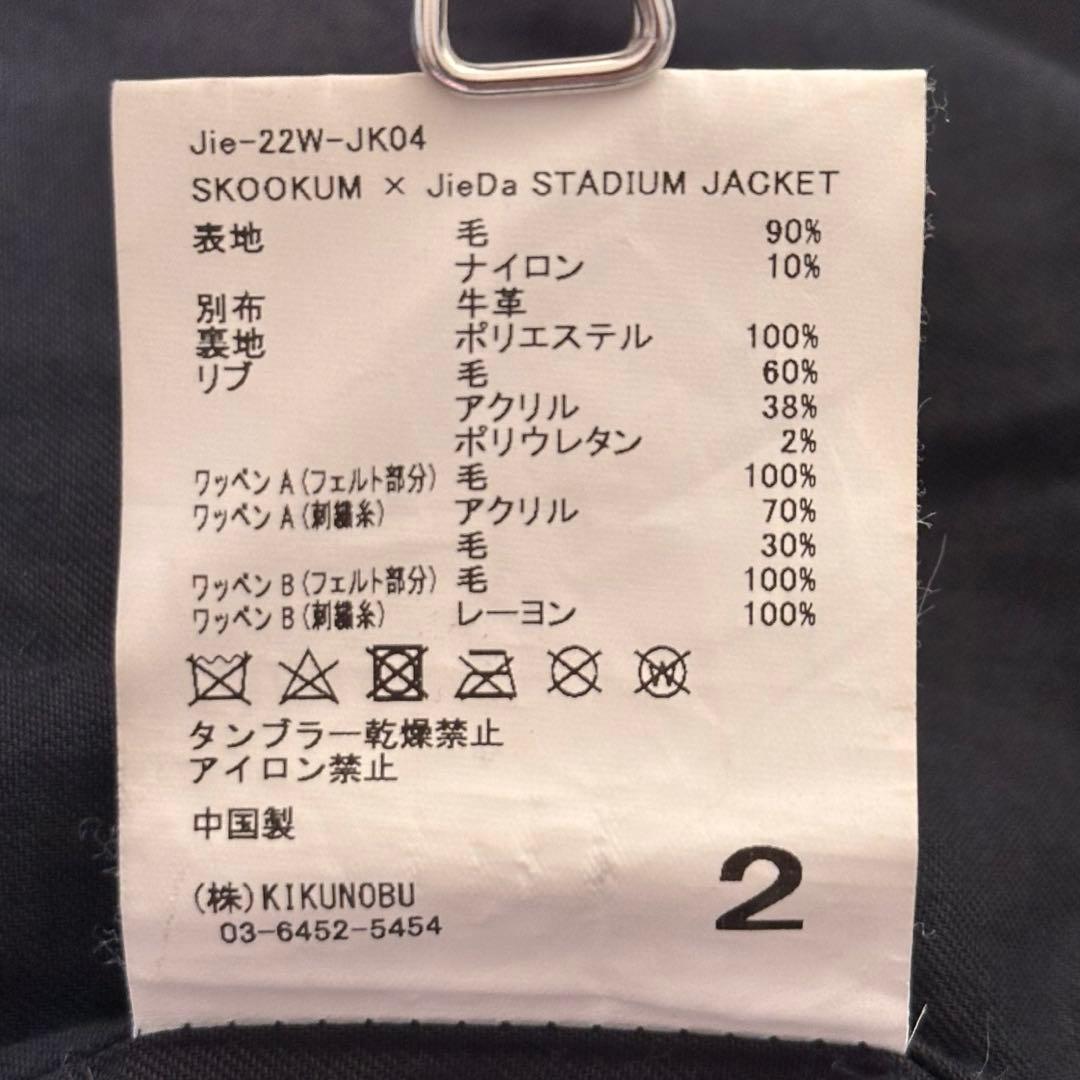 Jie-22W-JK04
SKOOKUM × JieDa STADIUM JACKET
表地 毛 90%
ナイロン 10%
別布 牛革
裏地 ポリエステル 100%
リブ 毛 60%
アクリル 38%
ポリウレタン 2%
ワッペン A(フェルト部分) 毛 100%
ワッペン A(刺繍糸) アクリル 70%
毛 30%
ワッペン B(フェルト部分) 毛 100%
ワッペン B(刺繍糸) レーヨン 100%
W
タンブラー乾燥禁止
アイロン禁止
中国製
(株)KIKUNOBU
03-6452-5454
2